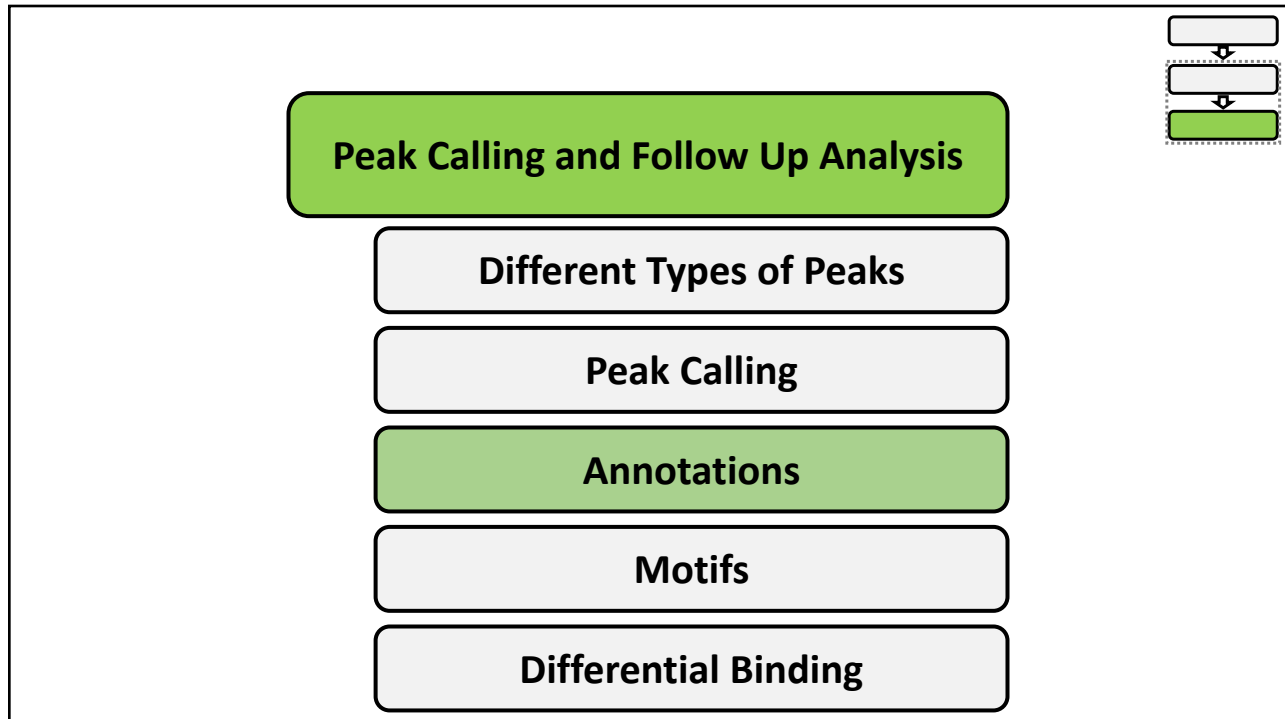 Peak Calling and Follow Up Analysis
Different Types of Peaks
Peak Calling
Annotations
Motifs
Differential Binding